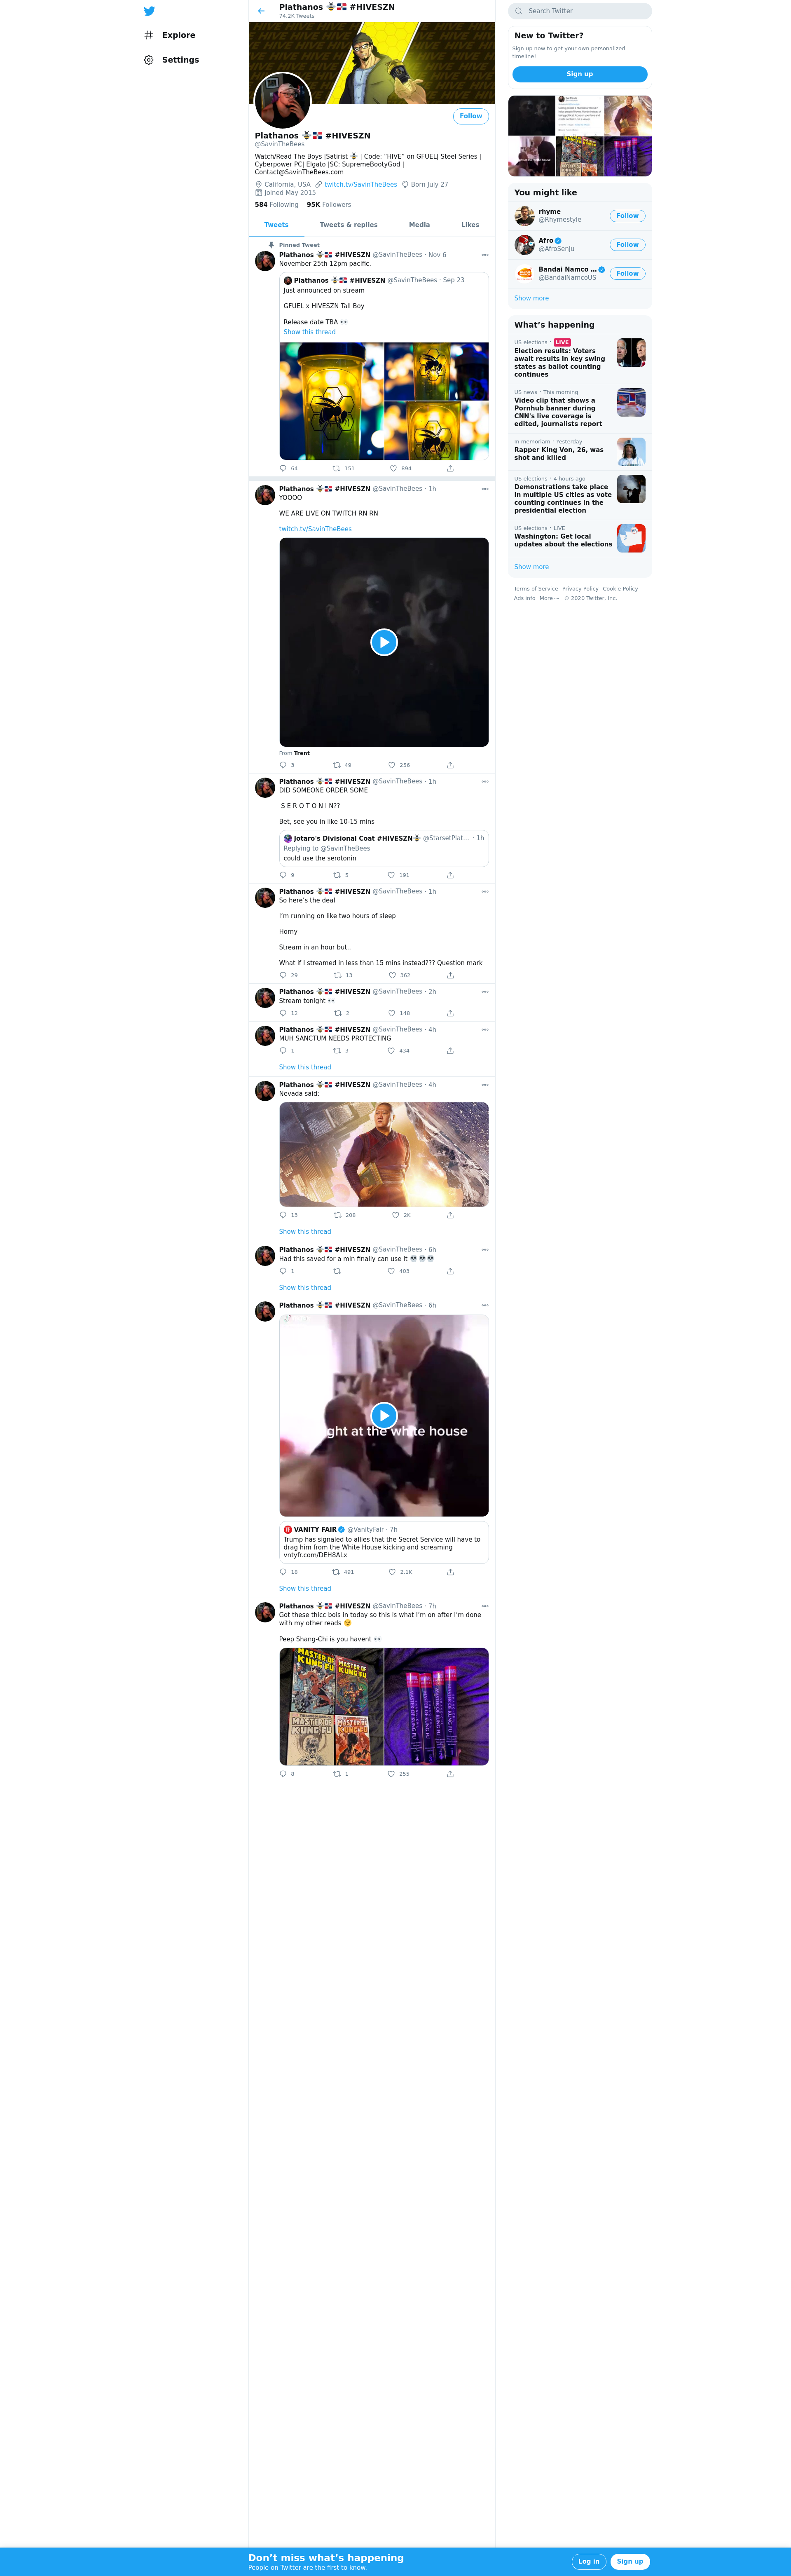 Explore
Settings
Plathanos 🐝🇩🇴 #HIVESZN
74.2K Tweets
Follow
Plathanos 🐝🇩🇴 #HIVESZN
@SavinTheBees
Watch/Read The Boys |Satirist 🐝 | Code: “HIVE” on GFUEL| Steel Series |
Cyberpower PC| Elgato |SC: SupremeBootyGod |
Contact@SavinTheBees.com
California, USA twitch.tv/SavinTheBees Born July 27
Joined May 2015
584 Following 95K Followers
Tweets Tweets & replies Media Likes
Pinned Tweet
Plathanos 🐝🇩🇴 #HIVESZN @SavinTheBees · Nov 6
November 25th 12pm pacific.
Plathanos 🐝🇩🇴 #HIVESZN @SavinTheBees · Sep 23
Just announced on stream
GFUEL x HIVESZN Tall Boy
Release date TBA 👀
Show this thread
64 151 894
Plathanos 🐝🇩🇴 #HIVESZN @SavinTheBees · 1h
YOOOO
WE ARE LIVE ON TWITCH RN RN
twitch.tv/SavinTheBees
From Trent
3 49 256
Plathanos 🐝🇩🇴 #HIVESZN @SavinTheBees · 1h
DID SOMEONE ORDER SOME
S E R O T O N I N??
Bet, see you in like 10-15 mins
Jotaro's Divisional Coat #HIVESZN🐝 @StarsetPlat… · 1h
Replying to @SavinTheBees
could use the serotonin
9 5 191
Plathanos 🐝🇩🇴 #HIVESZN @SavinTheBees · 1h
So here’s the deal
I’m running on like two hours of sleep
Horny
Stream in an hour but..
What if I streamed in less than 15 mins instead??? Question mark
29 13 362
Plathanos 🐝🇩🇴 #HIVESZN @SavinTheBees · 2h
Stream tonight 👀
12 2 148
Plathanos 🐝🇩🇴 #HIVESZN @SavinTheBees · 4h
MUH SANCTUM NEEDS PROTECTING
1 3 434
Show this thread
Plathanos 🐝🇩🇴 #HIVESZN @SavinTheBees · 4h
Nevada said:
13 208 2K
Show this thread
Plathanos 🐝🇩🇴 #HIVESZN @SavinTheBees · 6h
Had this saved for a min finally can use it 💀💀💀
1 403
Show this thread
Plathanos 🐝🇩🇴 #HIVESZN @SavinTheBees · 6h
ght at the white house
VANITY FAIR @VanityFair · 7h
Trump has signaled to allies that the Secret Service will have to
drag him from the White House kicking and screaming
vntyfr.com/DEH8ALx
18 491 2.1K
Show this thread
Plathanos 🐝🇩🇴 #HIVESZN @SavinTheBees · 7h
Got these thicc bois in today so this is what I’m on after I’m done
with my other reads 😌
Peep Shang-Chi is you havent 👀
MASTER OF KUNG FU
MASTER OF KUNG FU
MASTER OF KUNG FU
MASTER OF KUNG FU
8 1 255
Search Twitter
New to Twitter?
Sign up now to get your own personalized
timeline!
Sign up
You might like
rhyme
@Rhymestyle
Follow
Afro
@AfroSenju
Follow
Bandai Namco …
@BandaiNamcoUS
Follow
Show more
What’s happening
US elections · LIVE
Election results: Voters
await results in key swing
states as ballot counting
continues
US news · This morning
Video clip that shows a
Pornhub banner during
CNN's live coverage is
edited, journalists report
In memoriam · Yesterday
Rapper King Von, 26, was
shot and killed
US elections · 4 hours ago
Demonstrations take place
in multiple US cities as vote
counting continues in the
presidential election
US elections · LIVE
Washington: Get local
updates about the elections
Show more
Terms of Service Privacy Policy Cookie Policy
Ads info More © 2020 Twitter, Inc.
Don’t miss what’s happening
People on Twitter are the first to know.
Log in Sign up